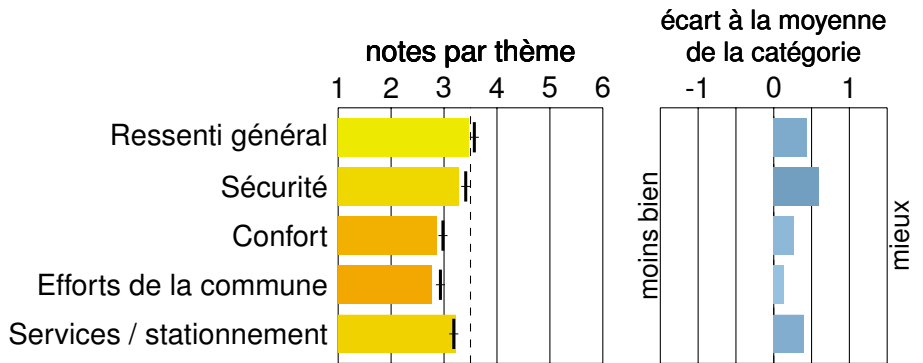 notes par thème
écart à la moyenne
de la catégorie
1 2 3 4 5 6
-1 0 1
Ressenti général
Sécurité
Confort
Efforts de la commune
Services / stationnement
moins bien
mieux